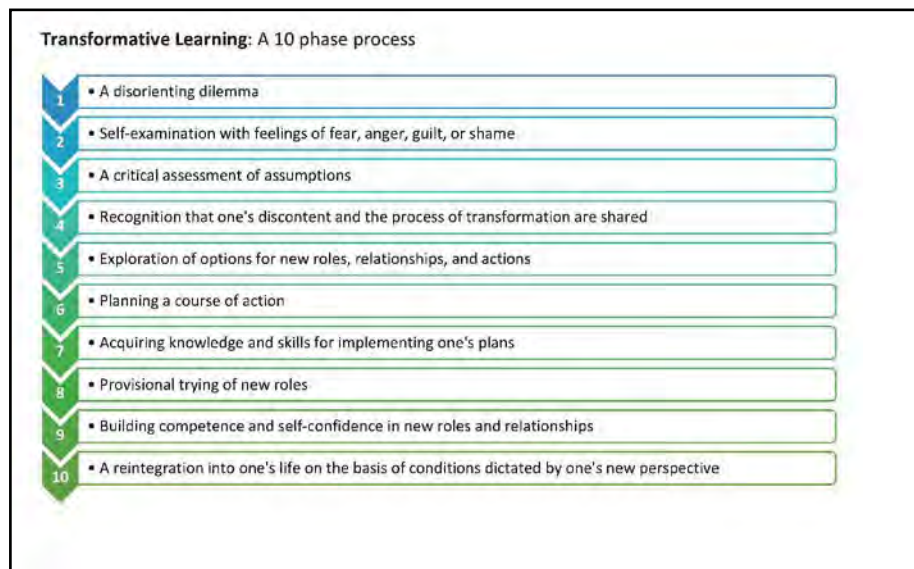 Transformative Learning: A 10 phase process
1 • A disorienting dilemma
2 • Self-examination with feelings of fear, anger, guilt, or shame
3 • A critical assessment of assumptions
4 • Recognition that one's discontent and the process of transformation are shared
5 • Exploration of options for new roles, relationships, and actions
6 • Planning a course of action
7 • Acquiring knowledge and skills for implementing one's plans
8 • Provisional trying of new roles
9 • Building competence and self-confidence in new roles and relationships
10 • A reintegration into one's life on the basis of conditions dictated by one's new perspective